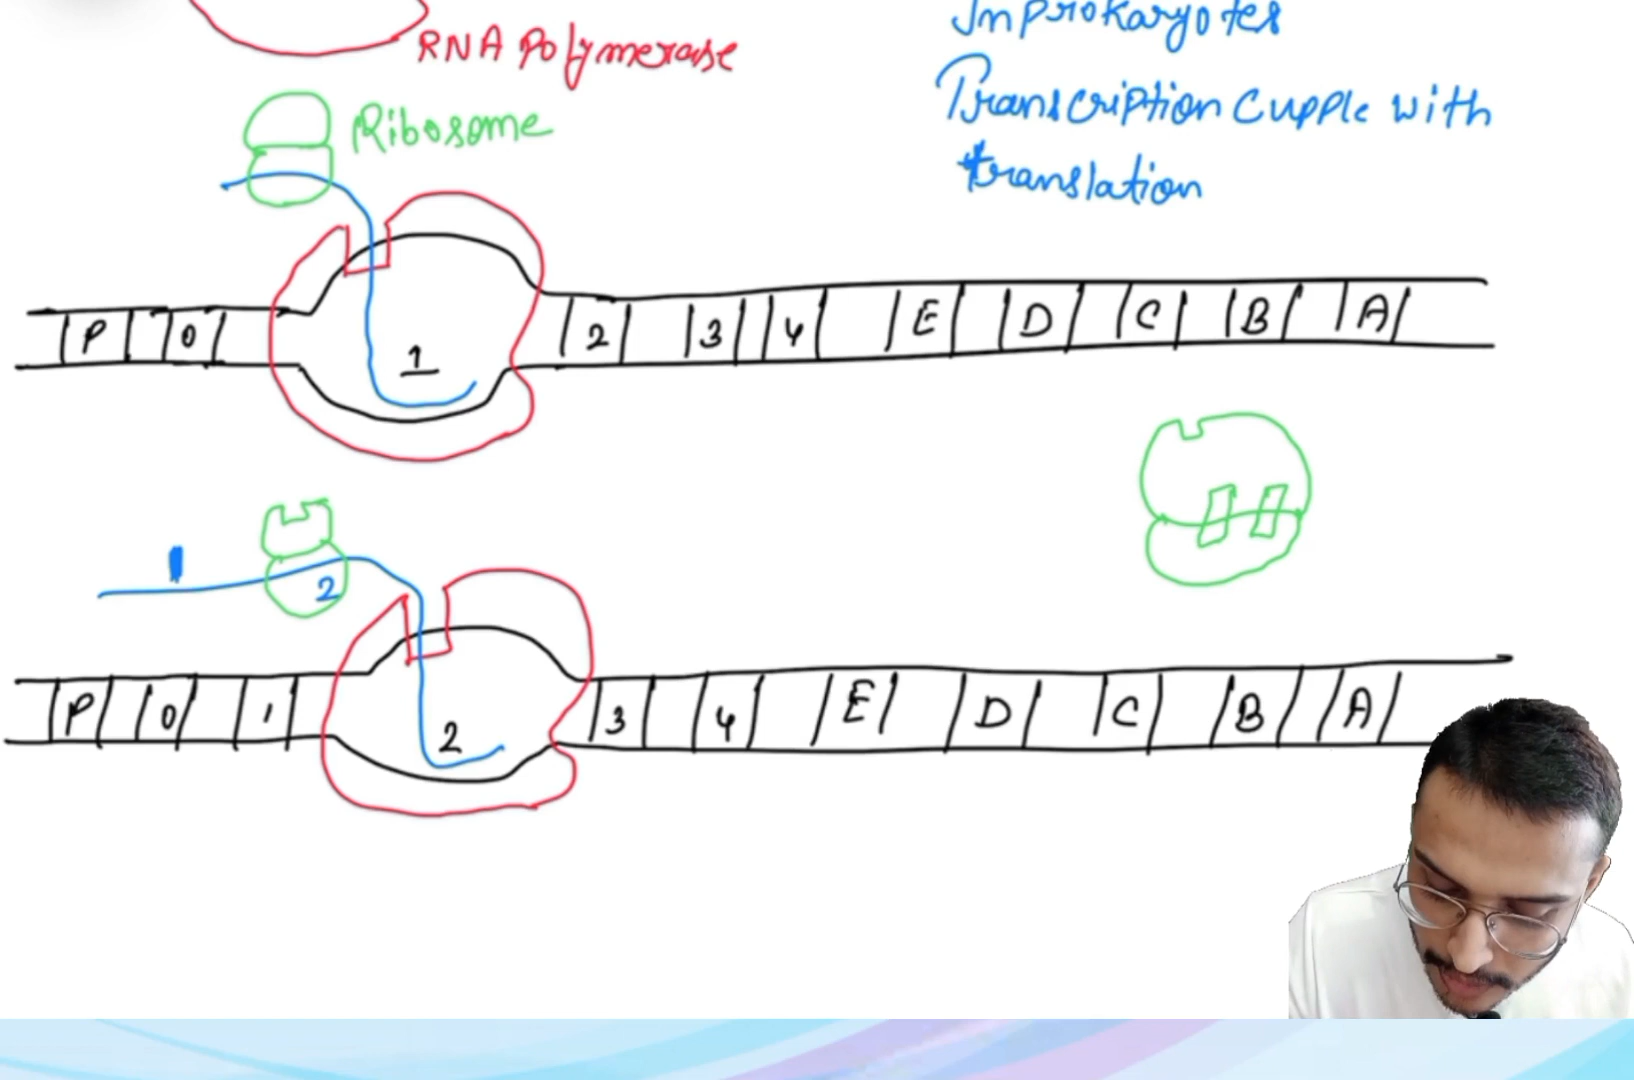 In prokaryotes
RNA Polymerase
Transcription Cupple with
Ribosome
translation
P O 1 2 3 4 E D C B A
1 2
P O 1 2 3 4 E D C B A